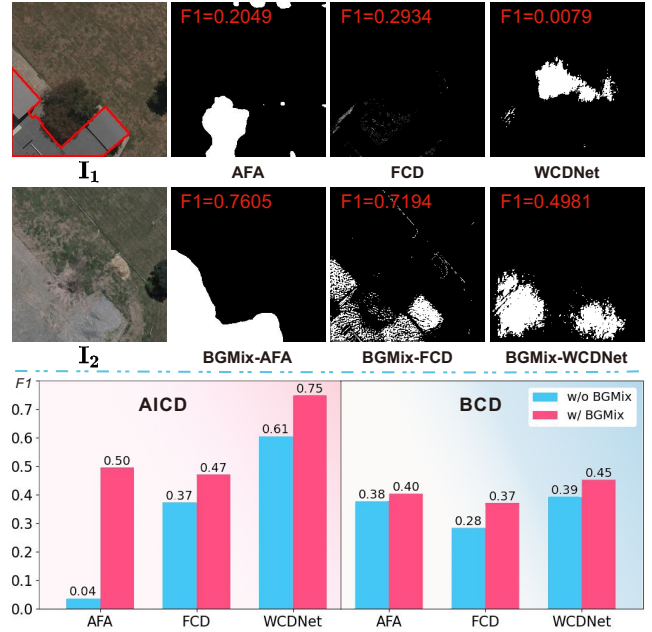 F1=0.2049 F1=0.2934 F1=0.0079
I₁ AFA FCD WCDNet
F1=0.7605 F1=0.7194 F1=0.4981
I₂ BGMix-AFA BGMix-FCD BGMix-WCDNet
F1
AICD BCD
w/o BGMix
w/ BGMix
0.7
0.6
0.5
0.4
0.3
0.2
0.1
0.0
0.04 0.50 0.37 0.47 0.61 0.75 0.38 0.40 0.28 0.37 0.39 0.45
AFA FCD WCDNet AFA FCD WCDNet